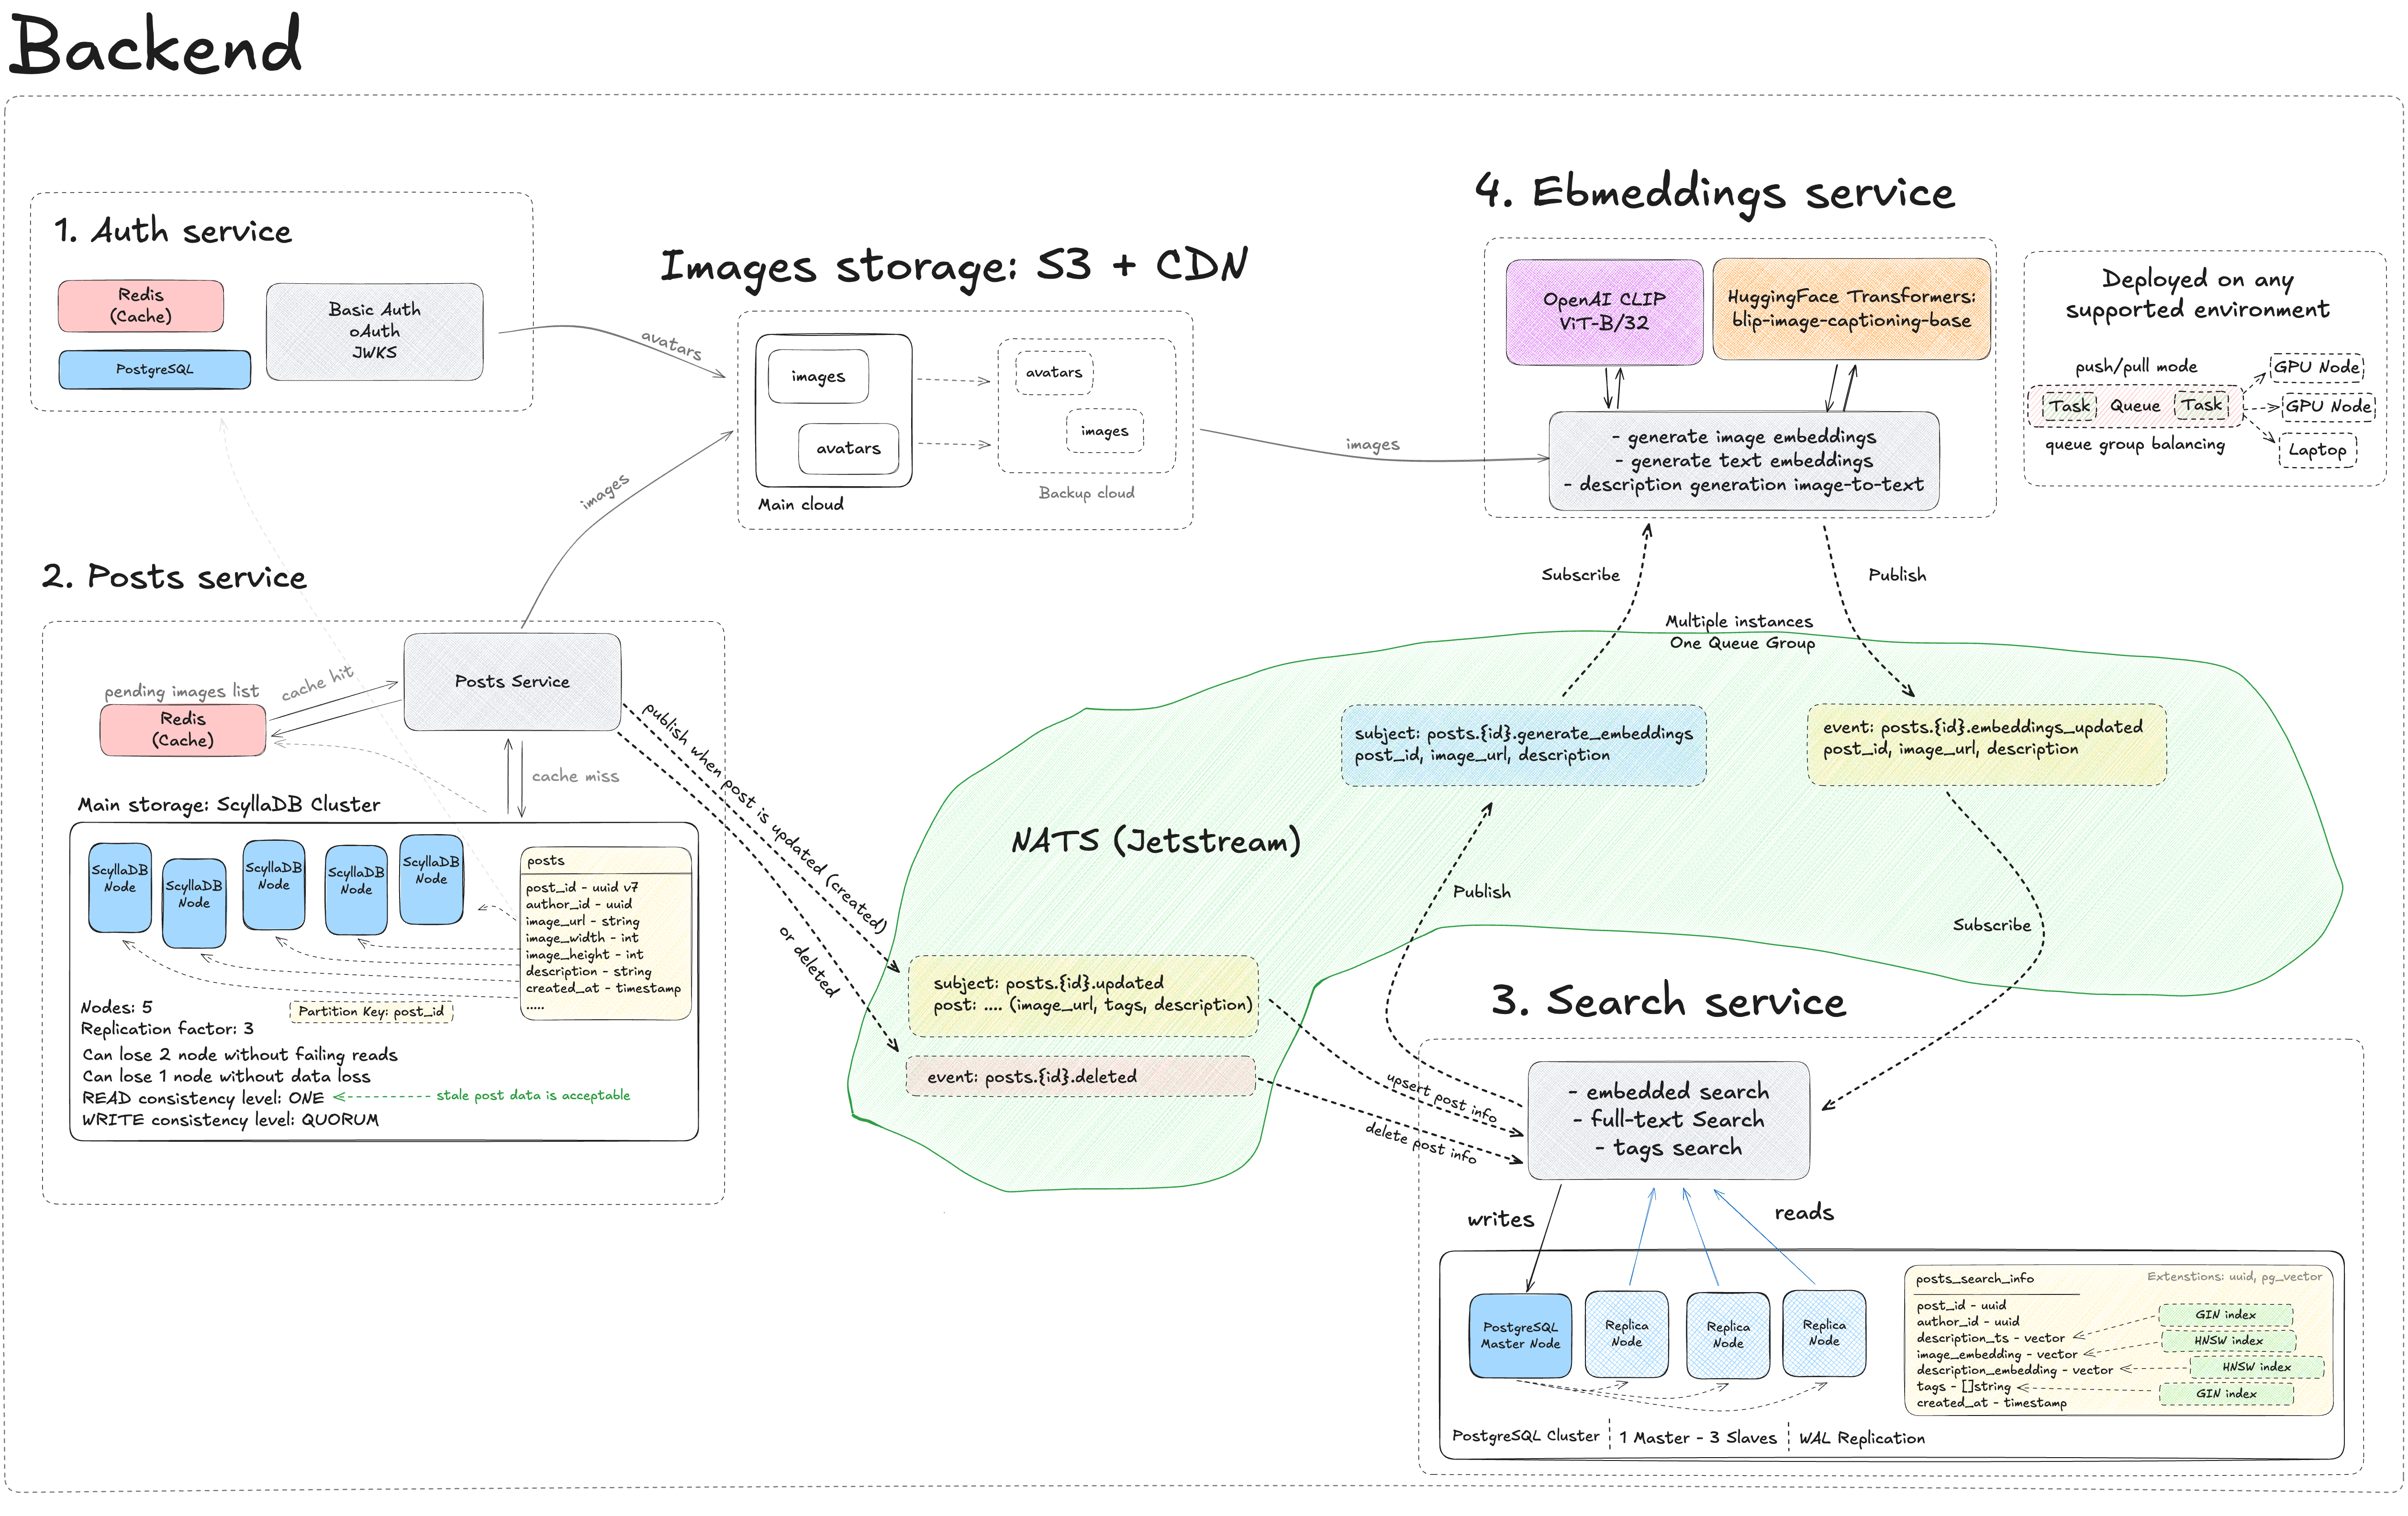 Backend
1. Auth service
Redis
(Cache)
PostgreSQL
Basic Auth
oAuth
JWKS
avatars
Images storage: S3 + CDN
images
avatars
Main cloud
avatars
images
Backup cloud
images
images
4. Ebmeddings service
OpenAI CLIP
ViT-B/32
HuggingFace Transformers:
blip-image-captioning-base
- generate image embeddings
- generate text embeddings
- description generation image-to-text
Deployed on any
supported environment
push/pull mode
Task
Queue
Task
queue group balancing
GPU Node
GPU Node
Laptop
Subscribe
Publish
Multiple instances
One Queue Group
2. Posts service
Posts Service
pending images list
cache hit
Redis
(Cache)
cache miss
Main storage: ScyllaDB Cluster
ScyllaDB
Node
ScyllaDB
Node
ScyllaDB
Node
ScyllaDB
Node
ScyllaDB
Node
posts
post_id - uuid v7
author_id - uuid
image_url - string
image_width - int
image_height - int
description - string
created_at - timestamp
.....
Partition Key: post_id
Nodes: 5
Replication factor: 3
Can lose 2 node without failing reads
Can lose 1 node without data loss
READ consistency level: ONE
stale post data is acceptable
WRITE consistency level: QUORUM
publish when post is updated (created)
or deleted
NATS (Jetstream)
subject: posts.{id}.generate_embeddings
post_id, image_url, description
event: posts.{id}.embeddings_updated
post_id, image_url, description
Publish
Subscribe
subject: posts.{id}.updated
post: .... (image_url, tags, description)
event: posts.{id}.deleted
upsert post info
delete post info
3. Search service
- embedded search
- full-text Search
- tags search
writes
reads
PostgreSQL
Master Node
Replica
Node
Replica
Node
Replica
Node
PostgreSQL Cluster
1 Master - 3 Slaves
WAL Replication
posts_search_info
Extenstions: uuid, pg_vector
post_id - uuid
author_id - uuid
description_ts - vector
image_embedding - vector
description_embedding - vector
tags - []string
created_at - timestamp
GIN index
HNSW index
HNSW index
GIN index